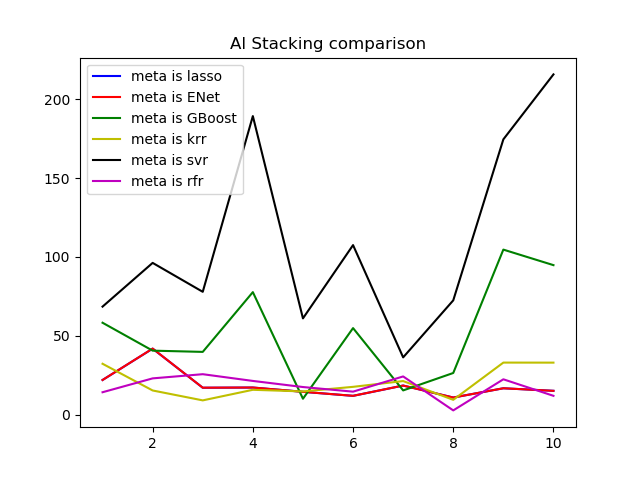 Al Stacking comparison
meta is lasso
meta is ENet
meta is GBoost
meta is krr
meta is svr
meta is rfr
200
150
100
50
0
2 4 6 8 10